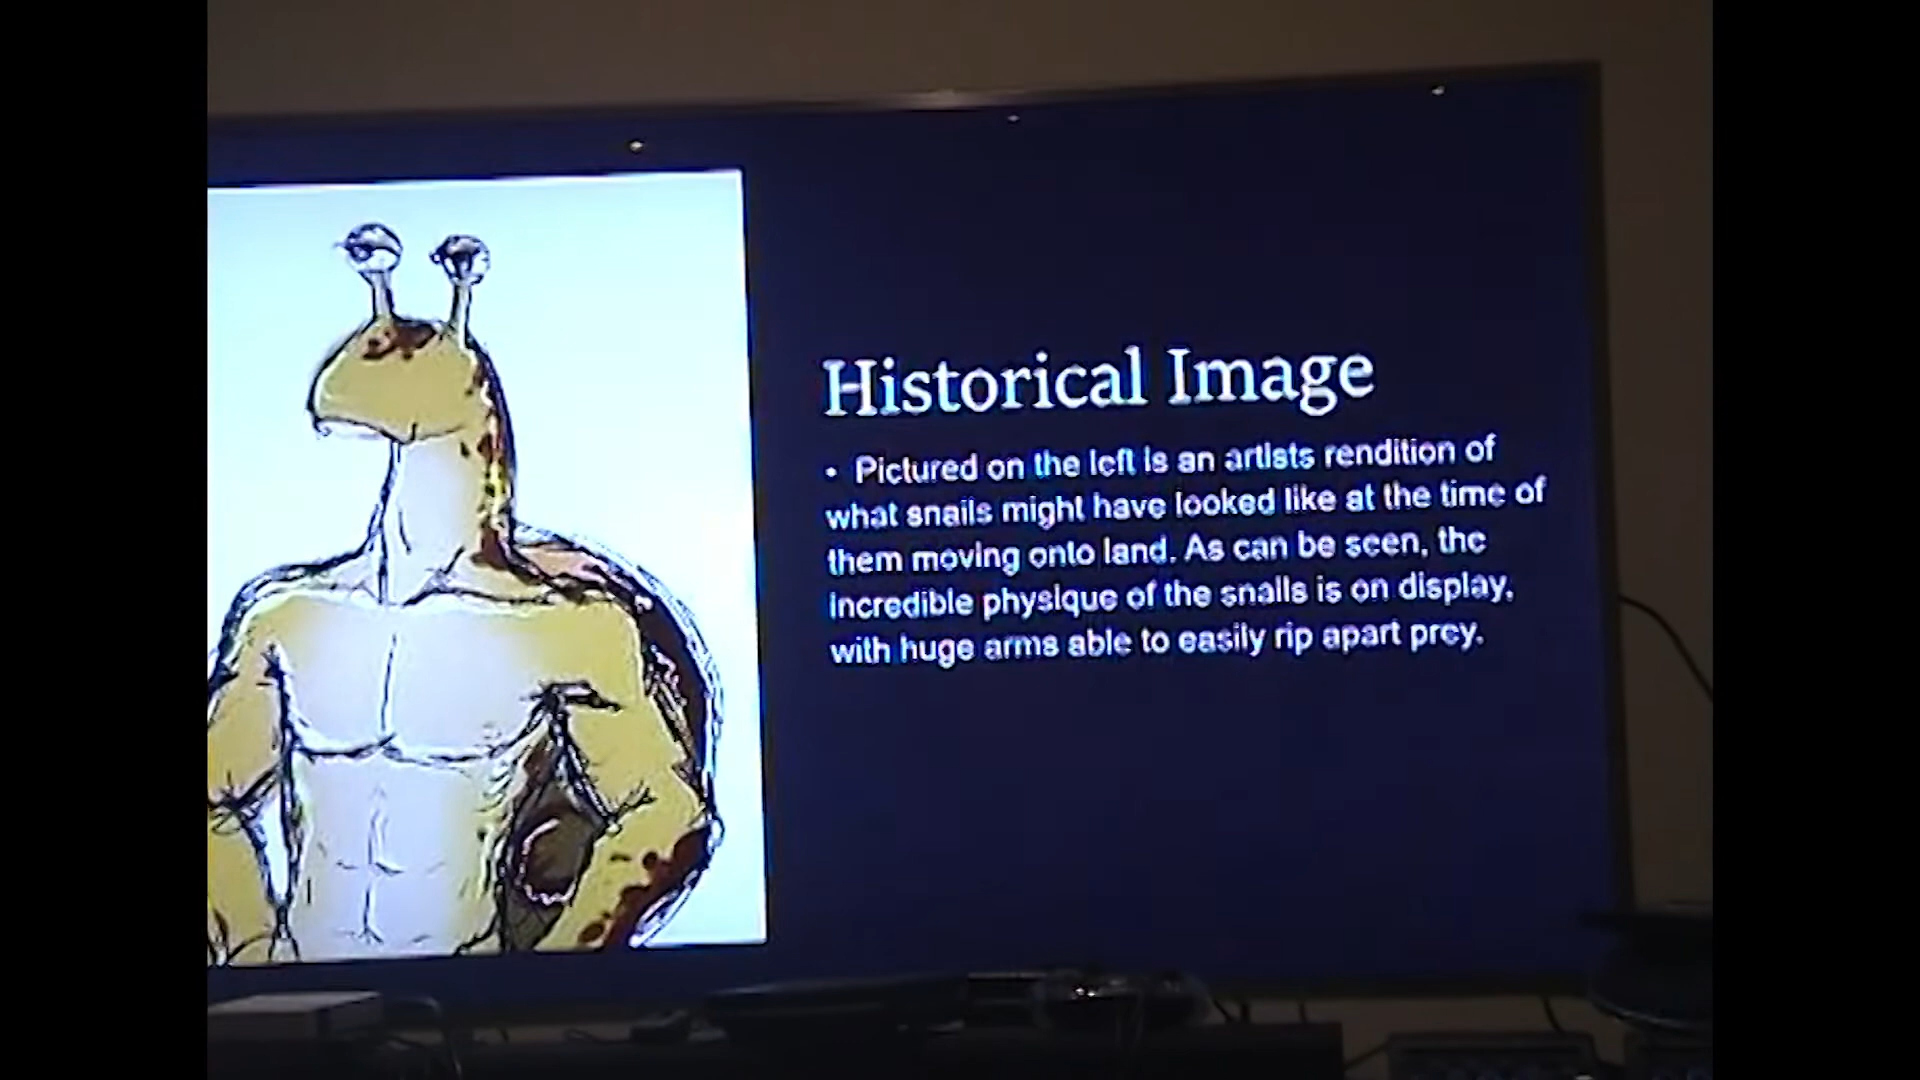 Historical Image
• Pictured on the left is an artists rendition of
what snails might have looked like at the time of
them moving onto land. As can be seen, the
incredible physique of the snails is on display,
with huge arms able to easily rip apart prey.